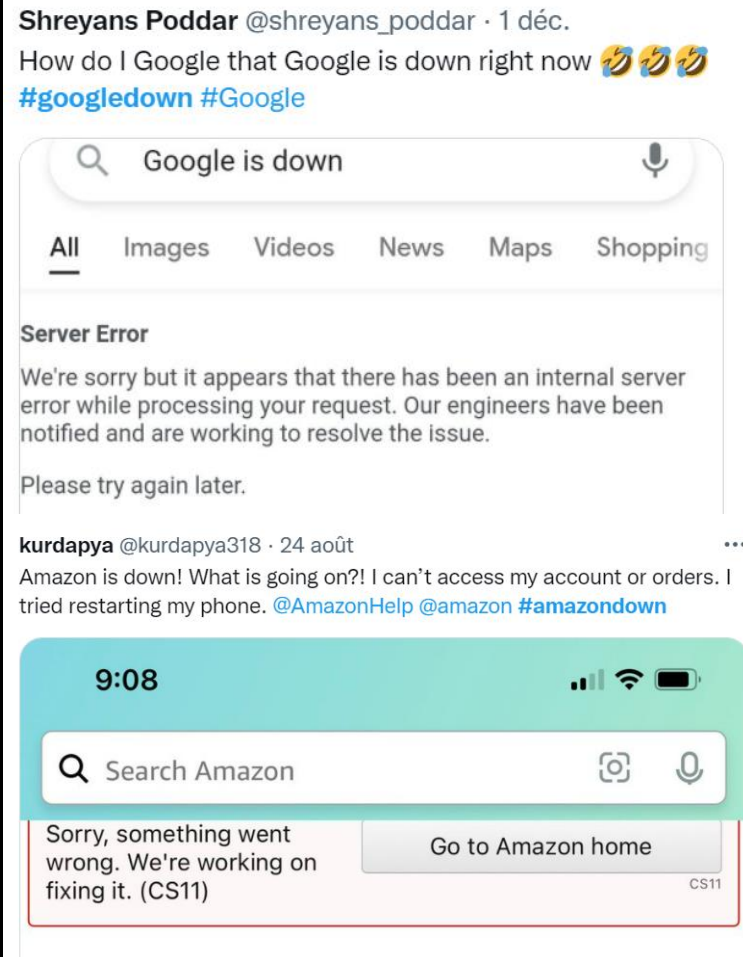 Shreyans Poddar @shreyans_poddar · 1 déc.
How do I Google that Google is down right now 🤣🤣🤣
#googledown #Google
Google is down
All Images Videos News Maps Shopping
Server Error
We're sorry but it appears that there has been an internal server
error while processing your request. Our engineers have been
notified and are working to resolve the issue.
Please try again later.
kurdapya @kurdapya318 · 24 août
Amazon is down! What is going on?! I can't access my account or orders. I
tried restarting my phone. @AmazonHelp @amazon #amazondown
9:08
Search Amazon
Sorry, something went
wrong. We're working on
fixing it. (CS11)
Go to Amazon home
CS11